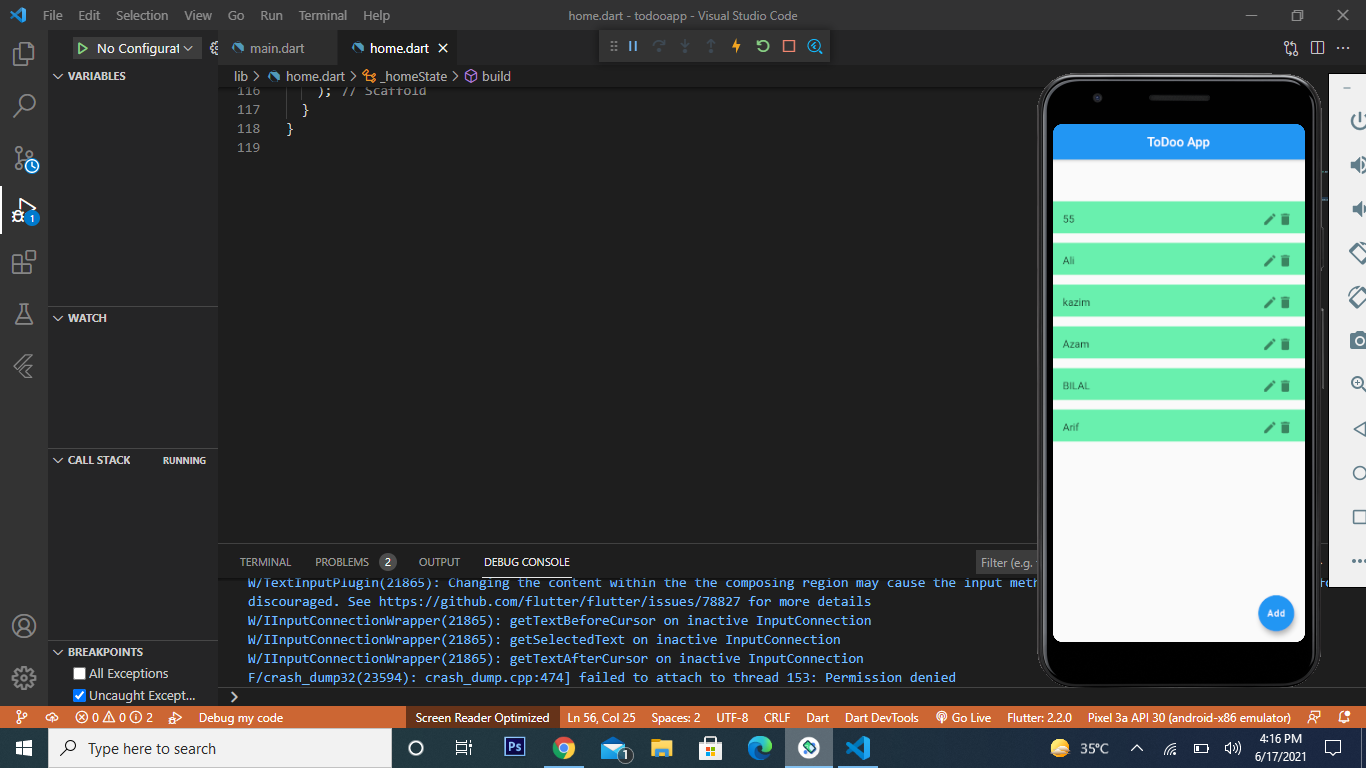 File Edit Selection View Go Run Terminal Help
home.dart - todooapp - Visual Studio Code
No Configurat
main.dart
home.dart
VARIABLES
lib > home.dart > _homeState > build
116 ); // Scaffold
117 }
118 }
119
WATCH
CALL STACK RUNNING
BREAKPOINTS
All Exceptions
Uncaught Except...
1
TERMINAL PROBLEMS 2 OUTPUT DEBUG CONSOLE
Filter (e.g.
W/TextInputPlugin(21865): Changing the content within the the composing region may cause the input meth
discouraged. See https://github.com/flutter/flutter/issues/78827 for more details
W/IInputConnectionWrapper(21865): getTextBeforeCursor on inactive InputConnection
W/IInputConnectionWrapper(21865): getSelectedText on inactive InputConnection
W/IInputConnectionWrapper(21865): getTextAfterCursor on inactive InputConnection
F/crash_dump32(23594): crash_dump.cpp:474] failed to attach to thread 153: Permission denied
>
ToDoo App
55
Ali
kazim
Azam
BILAL
Arif
Add
0 0 2 Debug my code
Screen Reader Optimized Ln 56, Col 25 Spaces: 2 UTF-8 CRLF Dart Dart DevTools Go Live Flutter: 2.2.0 Pixel 3a API 30 (android-x86 emulator)
Type here to search
Ps
1
35°C
4:16 PM
6/17/2021